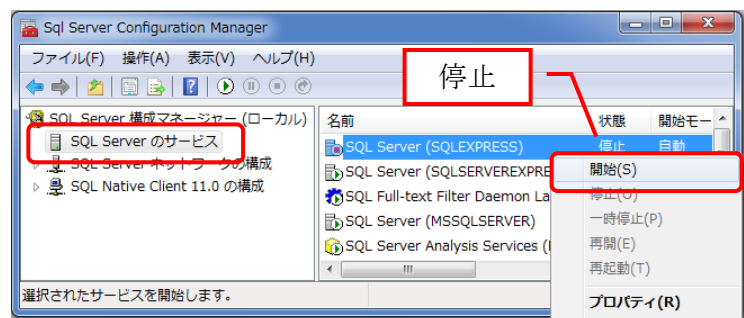 Sql Server Configuration Manager
ファイル(F) 操作(A) 表示(V) ヘルプ(H)
停止
SQL Server 構成マネージャー (ローカル)
SQL Server のサービス
SQL Server ネットワークの構成
SQL Native Client 11.0 の構成
名前 状態 開始モー
SQL Server (SQLEXPRESS) 停止 自動
SQL Server (SQLSERVEREXPRE
SQL Full-text Filter Daemon La
SQL Server (MSSQLSERVER)
SQL Server Analysis Services (
開始(S)
停止(O)
一時停止(P)
再開(E)
再起動(T)
プロパティ(R)
選択されたサービスを開始します。